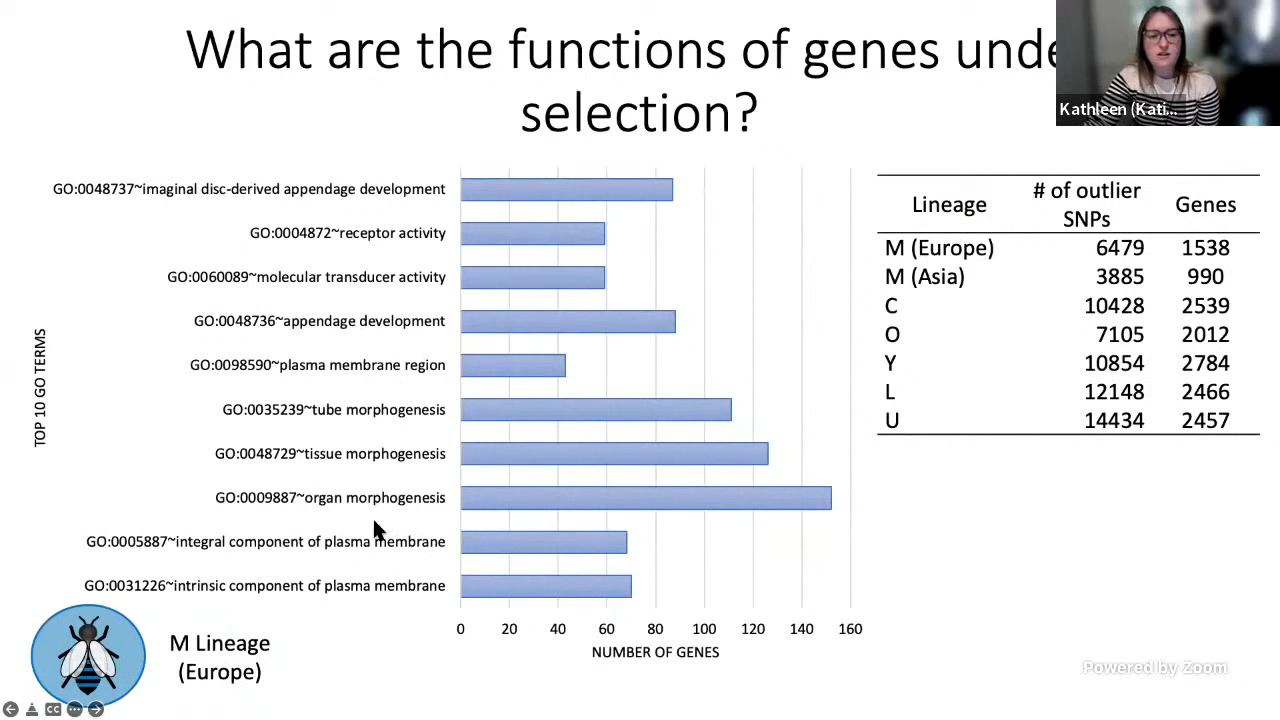 What are the functions of genes unde
selection?
Kathleen (Kati...
GO:0048737~imaginal disc-derived appendage development
GO:0004872~receptor activity
GO:0060089~molecular transducer activity
GO:0048736~appendage development
GO:0098590~plasma membrane region
GO:0035239~tube morphogenesis
GO:0048729~tissue morphogenesis
GO:0009887~organ morphogenesis
GO:0005887~integral component of plasma membrane
GO:0031226~intrinsic component of plasma membrane
TOP 10 GO TERMS
0 20 40 60 80 100 120 140 160
NUMBER OF GENES
Lineage # of outlier SNPs Genes
M (Europe) 6479 1538
M (Asia) 3885 990
C 10428 2539
O 7105 2012
Y 10854 2784
L 12148 2466
U 14434 2457
M Lineage
(Europe)
Powered by Zoom
CC